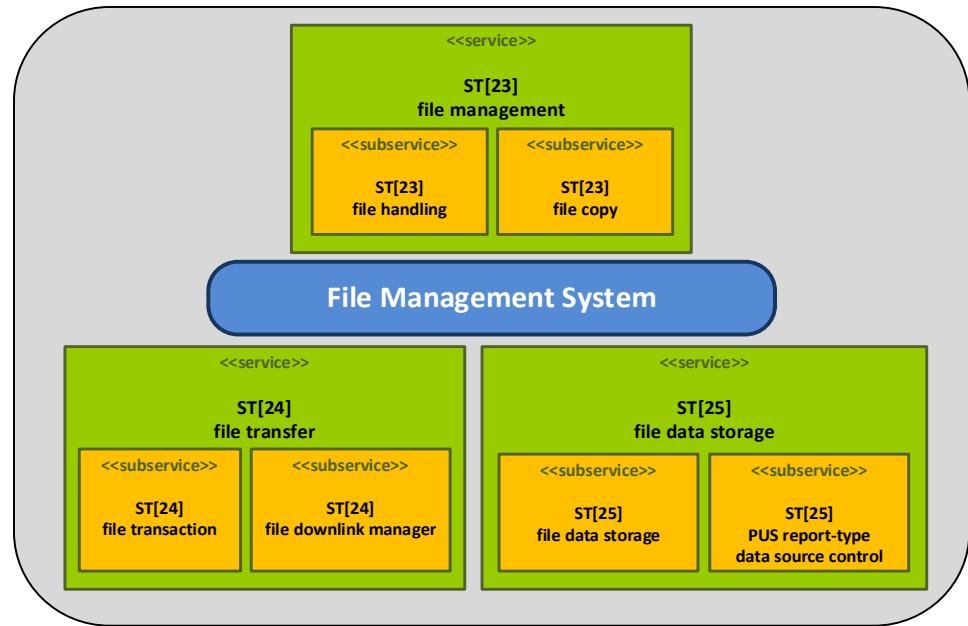 <<service>>
ST[23]
file management
<<subservice>>
ST[23]
file handling
<<subservice>>
ST[23]
file copy
File Management System
<<service>>
ST[24]
file transfer
<<subservice>>
ST[24]
file transaction
<<subservice>>
ST[24]
file downlink manager
<<service>>
ST[25]
file data storage
<<subservice>>
ST[25]
file data storage
<<subservice>>
ST[25]
PUS report-type
data source control